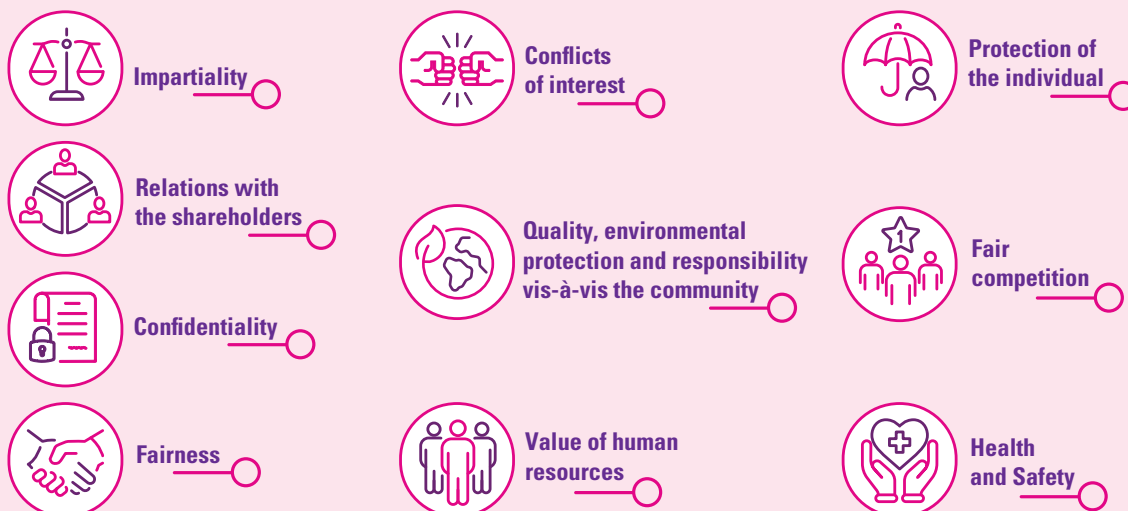 Impartiality
Relations with
the shareholders
Confidentiality
Fairness
Conflicts
of interest
Quality, environmental
protection and responsibility
vis-à-vis the community
Value of human
resources
Protection of
the individual
1
Fair
competition
Health
and Safety